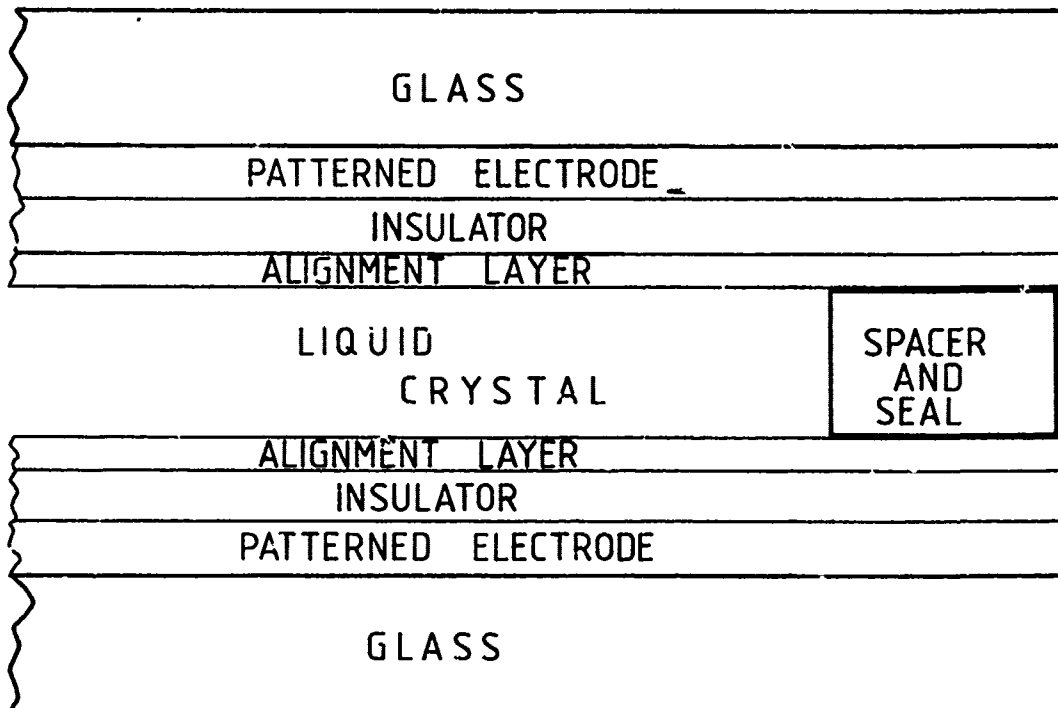 GLASS
PATTERNED ELECTRODE
INSULATOR
ALIGNMENT LAYER
LIQUID
CRYSTAL
SPACER
AND
SEAL
ALIGNMENT LAYER
INSULATOR
PATTERNED ELECTRODE
GLASS